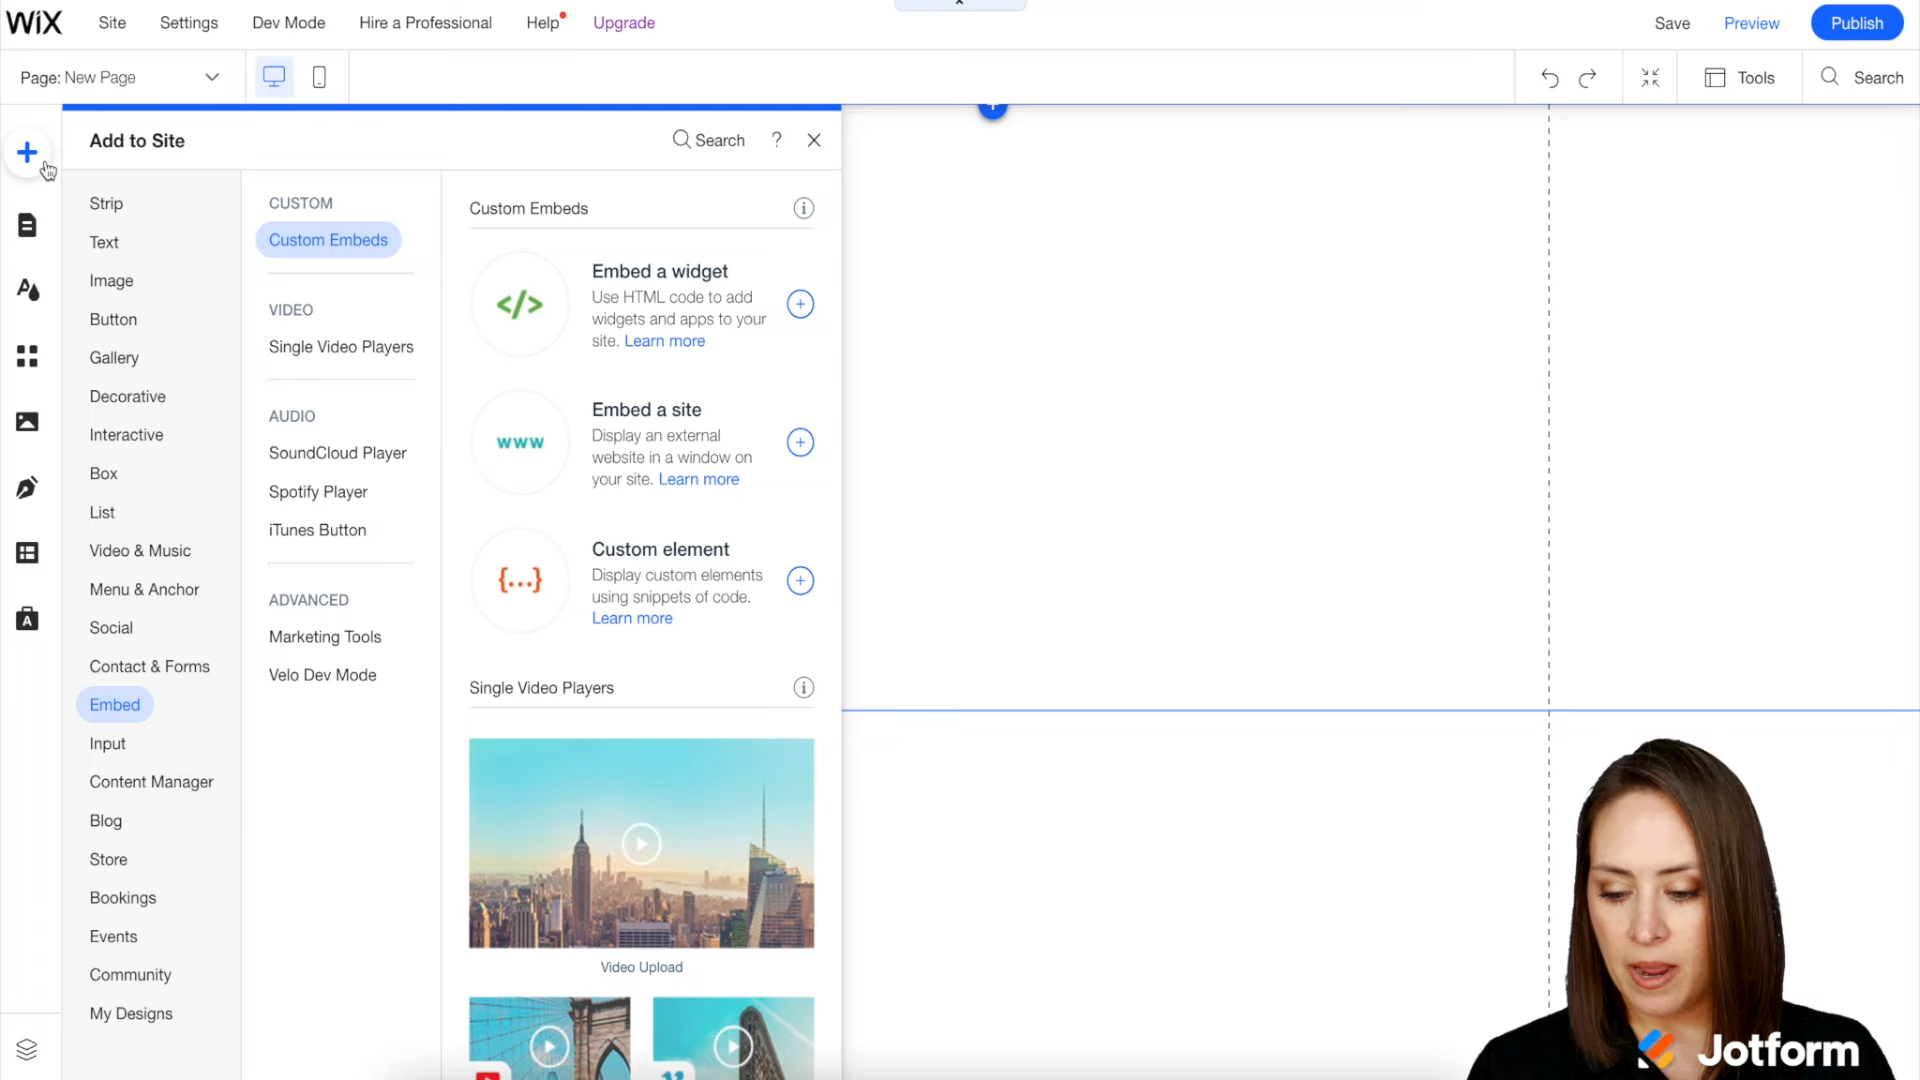 WiX
Site
Settings
Dev Mode
Hire a Professional
Help
Upgrade
Save
Preview
Publish
Page: New Page
Tools
Search
Add to Site
Search
?
Strip
Text
Image
Button
Gallery
Decorative
Interactive
Box
List
Video & Music
Menu & Anchor
Social
Contact & Forms
Embed
Input
Content Manager
Blog
Store
Bookings
Events
Community
My Designs
CUSTOM
Custom Embeds
VIDEO
Single Video Players
AUDIO
SoundCloud Player
Spotify Player
iTunes Button
ADVANCED
Marketing Tools
Velo Dev Mode
Custom Embeds
</>
Embed a widget
Use HTML code to add
widgets and apps to your
site. Learn more
www
Embed a site
Display an external
website in a window on
your site. Learn more
{...}
Custom element
Display custom elements
using snippets of code.
Learn more
Single Video Players
Video Upload
Jotform